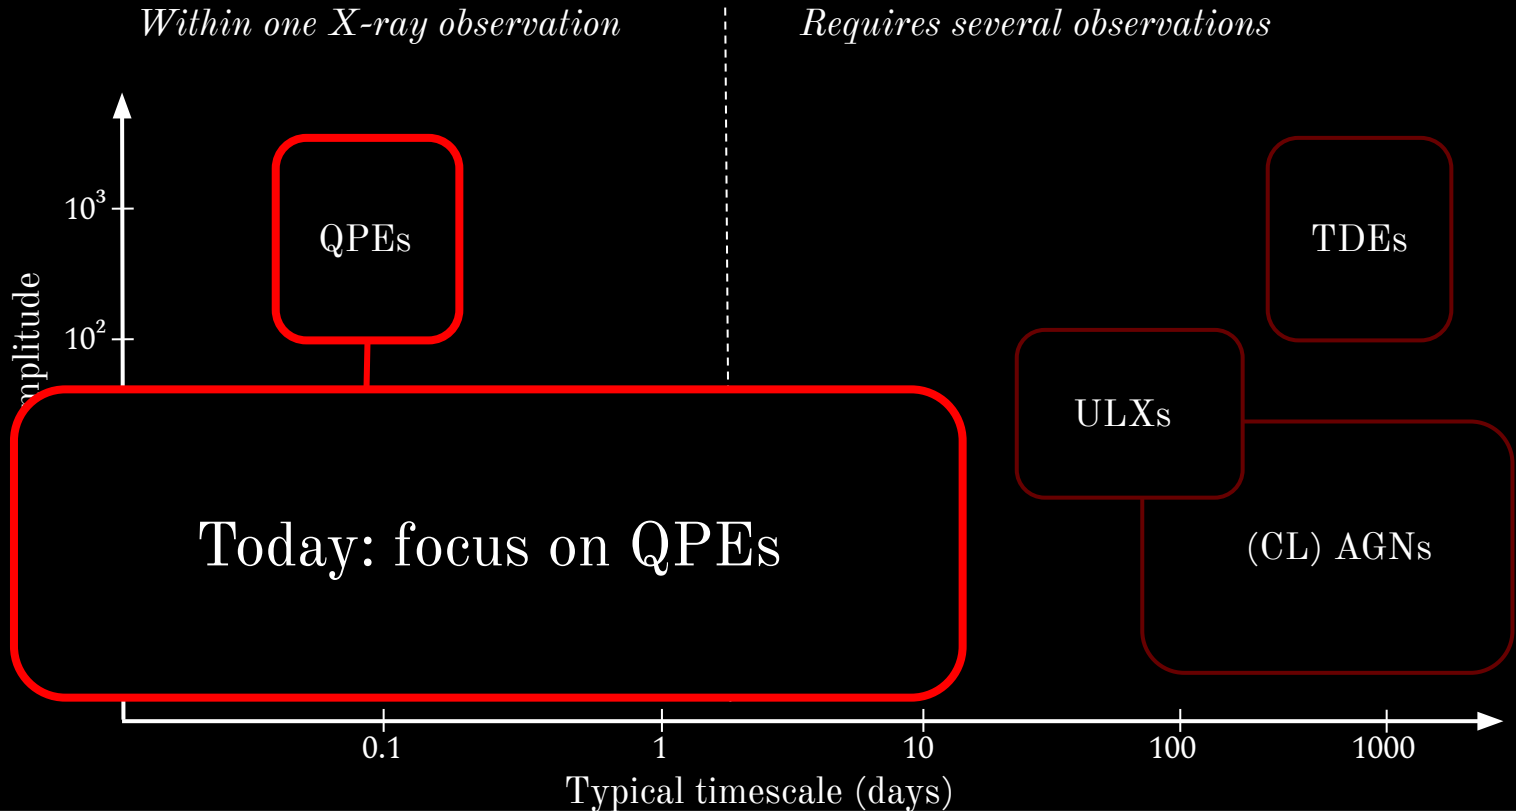 Within one X-ray observation
Requires several observations
10³
QPEs
TDEs
10²
mplitude
ULXs
Today: focus on QPEs
(CL) AGNs
0.1
1
10
100
1000
Typical timescale (days)